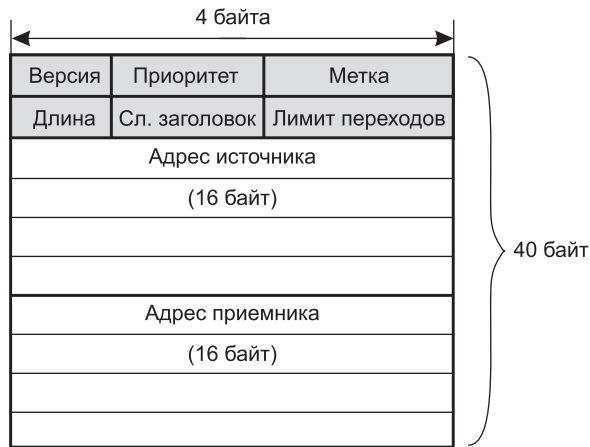 4 байта
Версия Приоритет Метка
Длина Сл. заголовок Лимит переходов
Адрес источника
(16 байт)
40 байт
Адрес приемника
(16 байт)